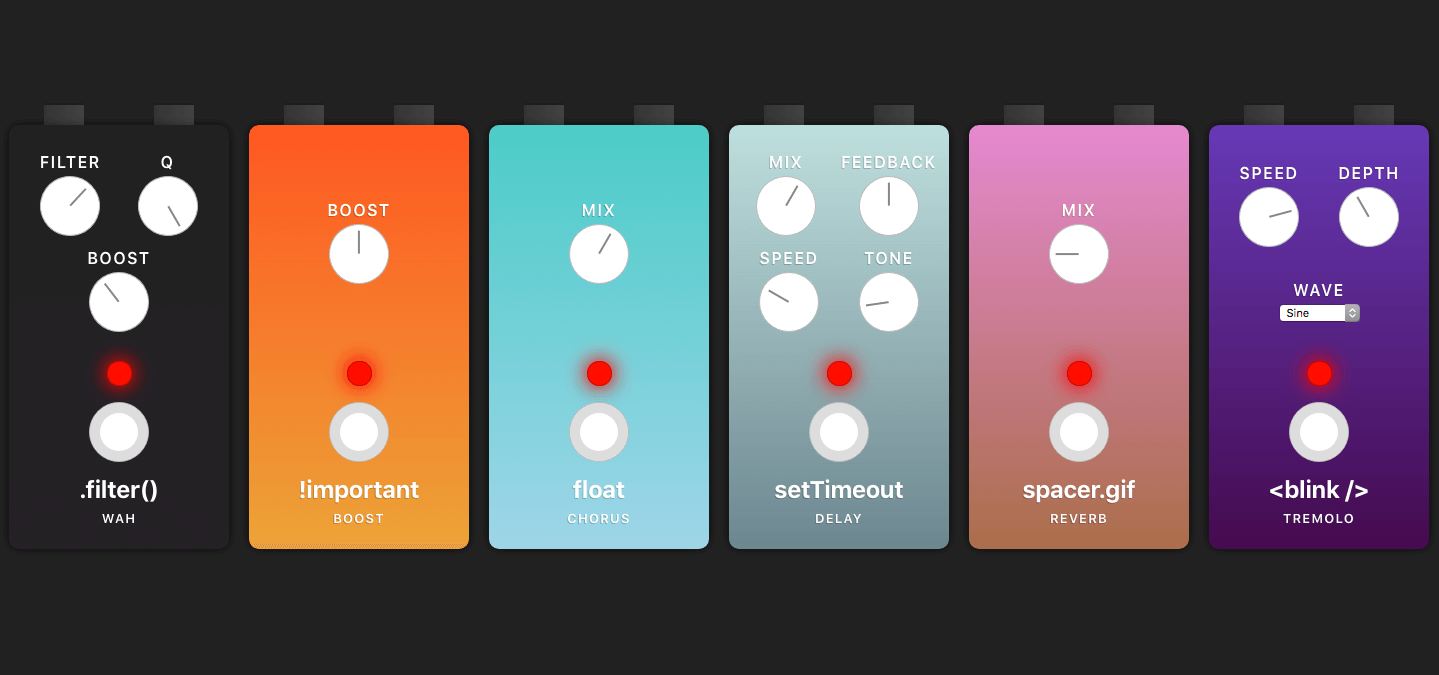 FILTER Q
BOOST
.filter()
WAH
BOOST
!important
BOOST
MIX
float
CHORUS
MIX FEEDBACK
SPEED TONE
setTimeout
DELAY
MIX
spacer.gif
REVERB
SPEED DEPTH
WAVE
Sine
<blink />
TREMOLO